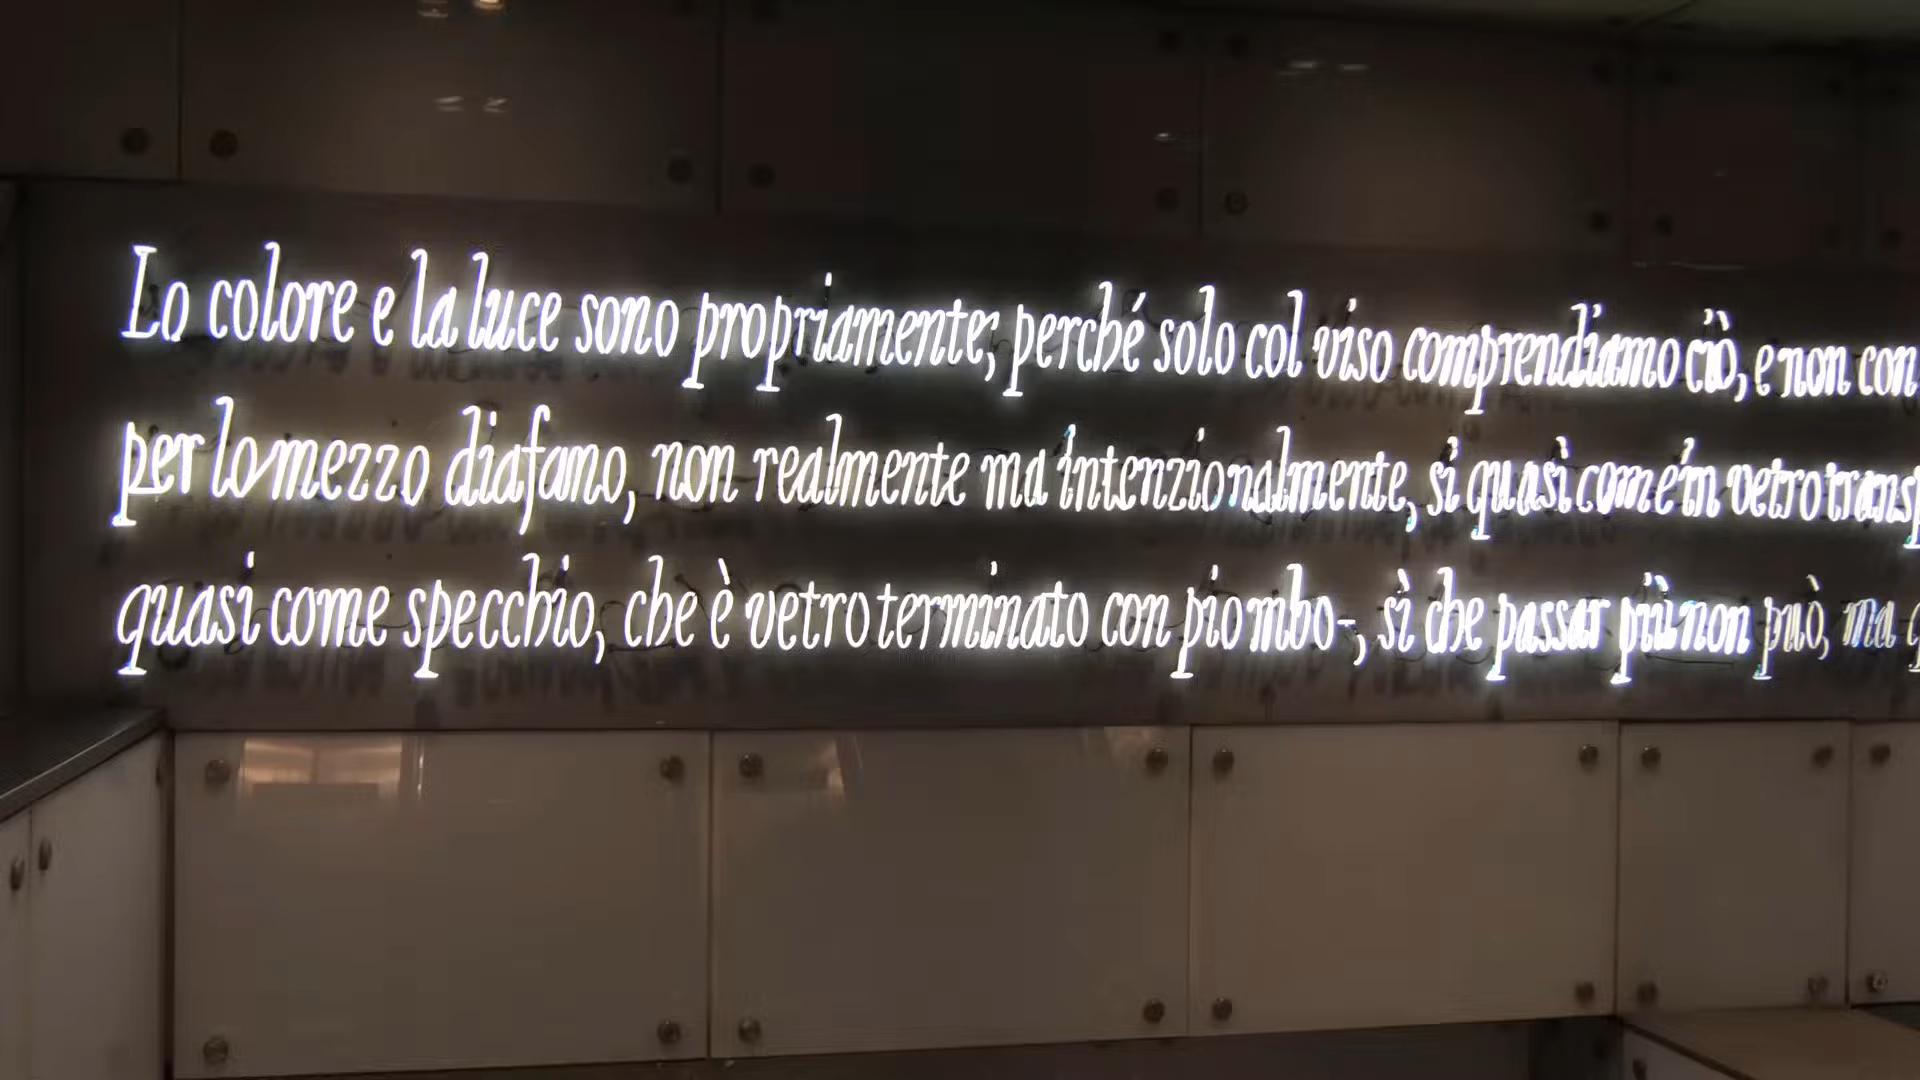 Lo colore e la luce sono propriamente; perché solo col viso comprendiamo ciò, e non con
per lo mezzo diafano, non realmente ma intenzionalmente, sì quasi come in vetro transp
quasi come specchio, che è vetro terminato con piombo-, sì che passar più non può, ma